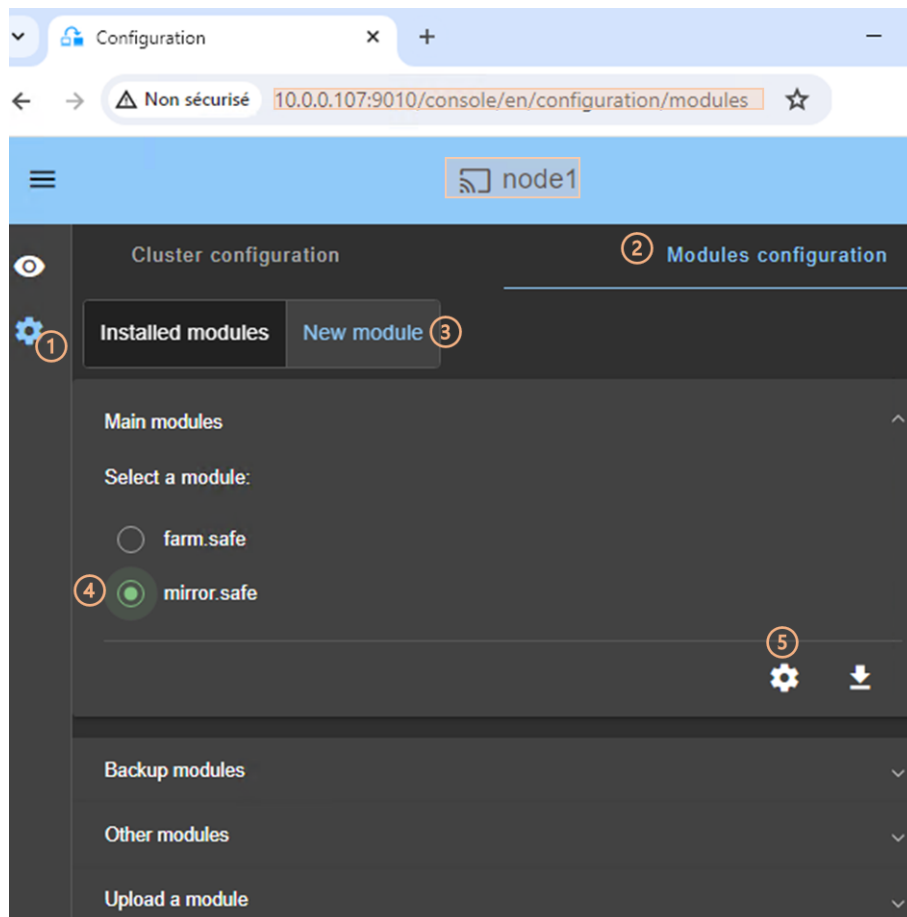 Configuration
Non sécurisé 10.0.0.107:9010/console/en/configuration/modules
node1
Cluster configuration 2 Modules configuration
1 Installed modules New module 3
Main modules
Select a module:
farm.safe
4 mirror.safe
5
Backup modules
Other modules
Upload a module